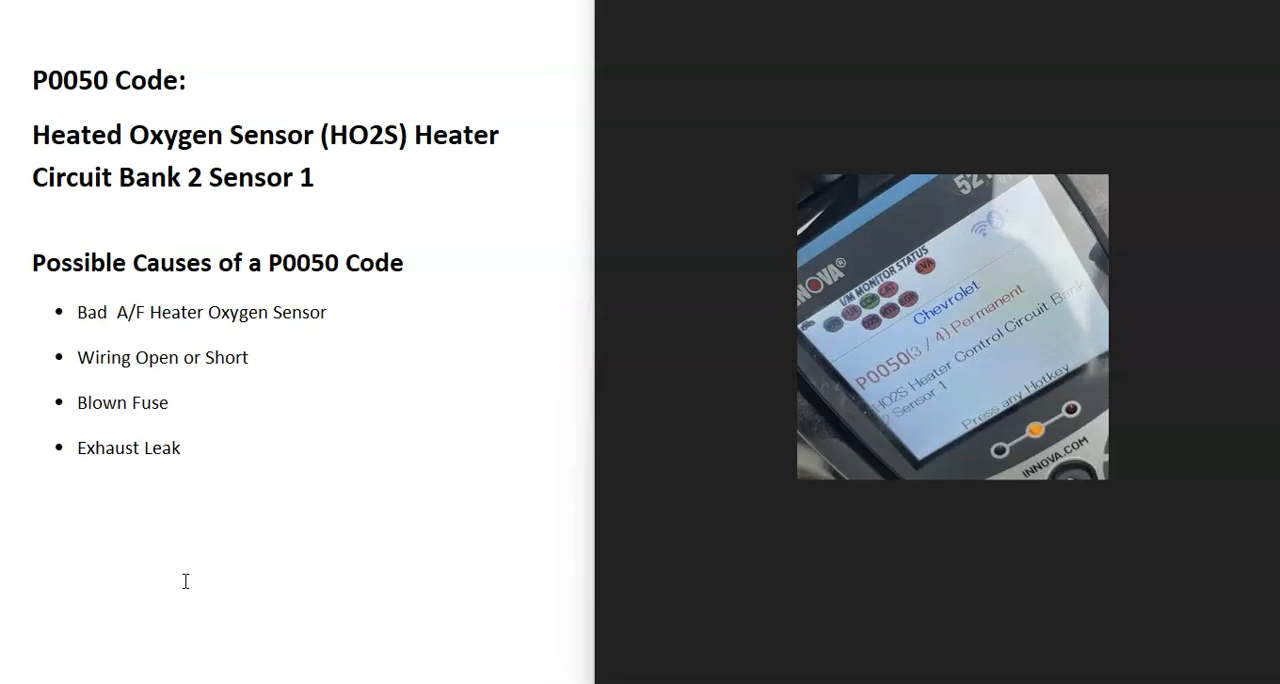 P0050 Code:
Heated Oxygen Sensor (HO2S) Heater
Circuit Bank 2 Sensor 1
Possible Causes of a P0050 Code
• Bad  A/F Heater Oxygen Sensor
• Wiring Open or Short
• Blown Fuse
• Exhaust Leak
I/M MONITOR STATUS
EVA
CAT
Chevrolet
P0050(3 / 4) Permanent
HO2S Heater Control Circuit Bank
Sensor 1
Press any Hotkey
INNOVA.COM